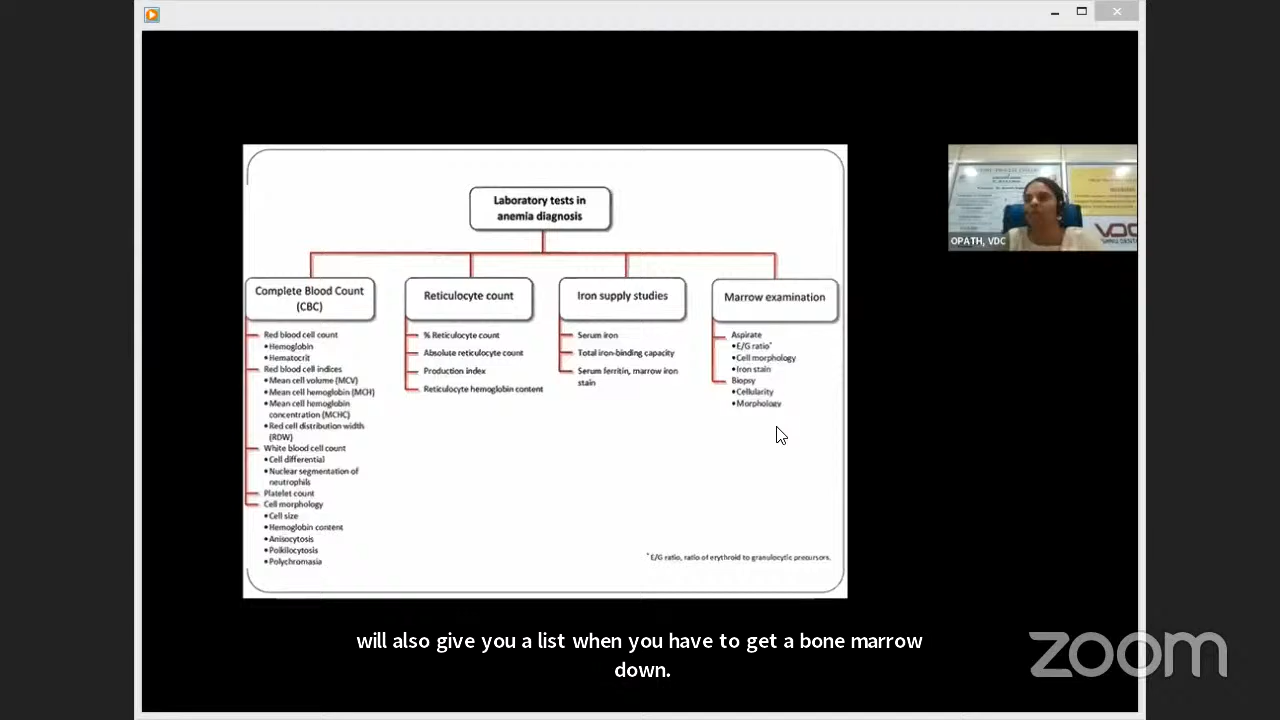 Laboratory tests in
anemia diagnosis
Complete Blood Count
(CBC)
Red blood cell count
•Hemoglobin
•Hematocrit
Red blood cell indices
•Mean cell volume (MCV)
•Mean cell hemoglobin (MCH)
•Mean cell hemoglobin
concentration (MCHC)
•Red cell distribution width
(RDW)
White blood cell count
•Cell differential
•Nuclear segmentation of
neutrophils
Platelet count
Cell morphology
•Cell size
•Hemoglobin content
•Anisocytosis
•Poikilocytosis
•Polychromasia
Reticulocyte count
% Reticulocyte count
Absolute reticulocyte count
Production index
Reticulocyte hemoglobin content
Iron supply studies
Serum iron
Total iron-binding capacity
Serum ferritin, marrow iron
stain
Marrow examination
Aspirate
•E/G ratio*
•Cell morphology
•Iron stain
Biopsy
•Cellularity
•Morphology
*E/G ratio, ratio of erythroid to granulocytic precursors.
VDC
OPATH, VDC
will also give you a list when you have to get a bone marrow
down.
zoom